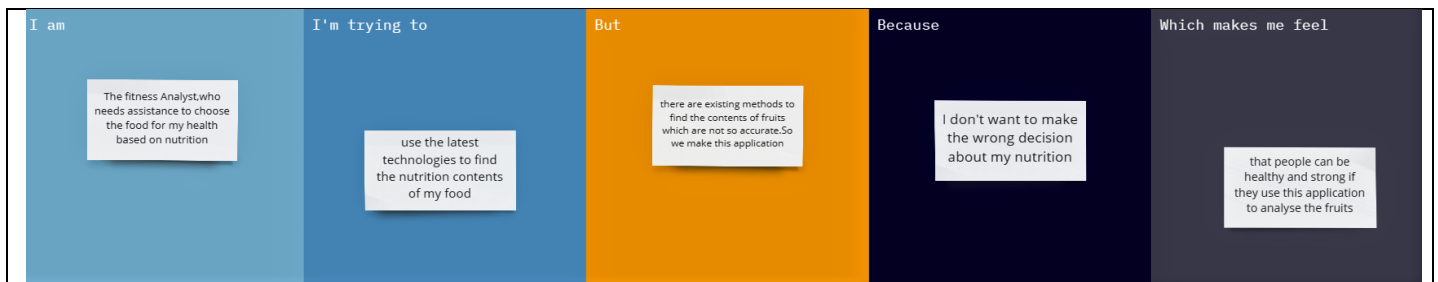 I am
The fitness Analyst,who
needs assistance to choose
the food for my health
based on nutrition
I'm trying to
use the latest
technologies to find
the nutrition contents
of my food
But
there are existing methods to
find the contents of fruits
which are not so accurate.So
we make this application
Because
I don't want to make
the wrong decision
about my nutrition
Which makes me feel
that people can be
healthy and strong if
they use this application
to analyse the fruits